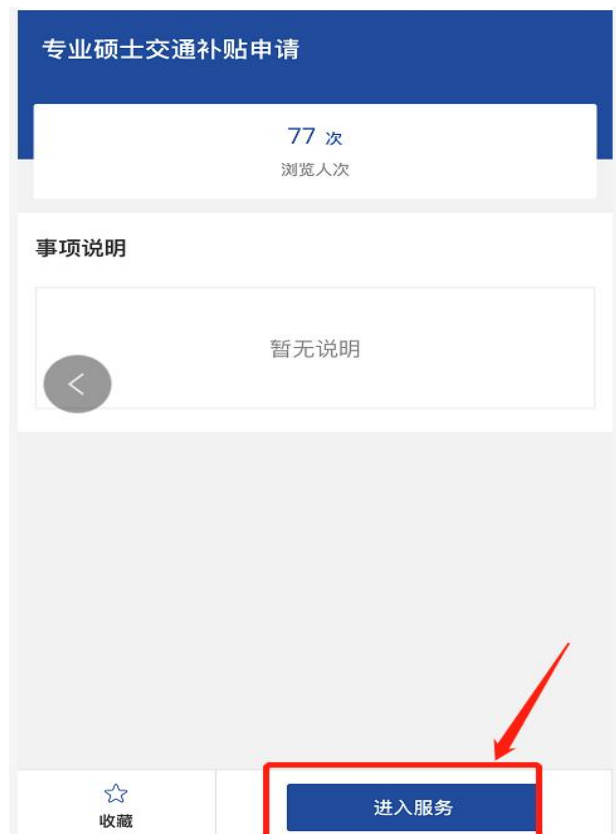 专业硕士交通补贴申请
77 次
浏览人次
事项说明
暂无说明
收藏
进入服务